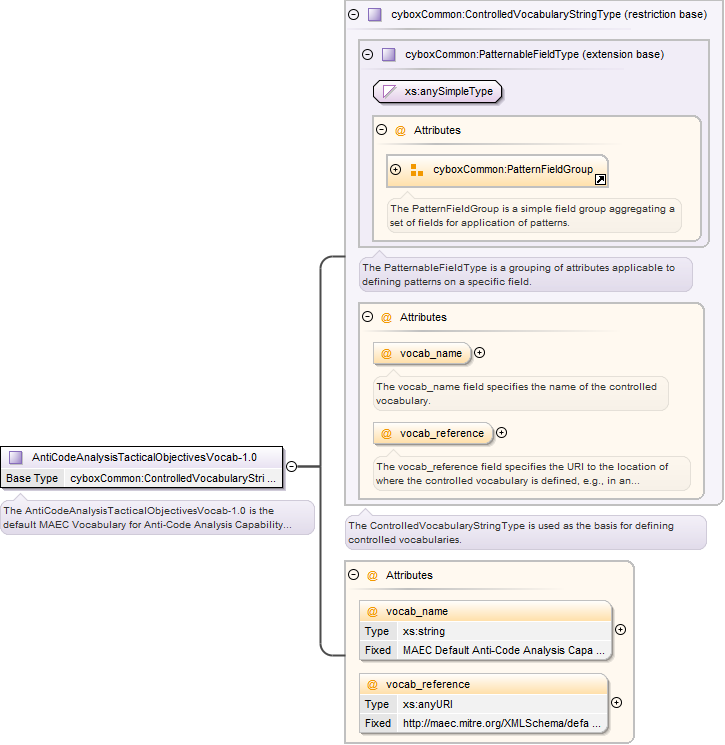 cyboxCommon:ControlledVocabularyStringType (restriction base)
cyboxCommon:PatternableFieldType (extension base)
xs:anySimpleType
@ Attributes
cyboxCommon:PatternFieldGroup
The PatternFieldGroup is a simple field group aggregating a
set of fields for application of patterns.
The PatternableFieldType is a grouping of attributes applicable to
defining patterns on a specific field.
@ Attributes
@ vocab_name
The vocab_name field specifies the name of the controlled
vocabulary.
@ vocab_reference
The vocab_reference field specifies the URI to the location of
where the controlled vocabulary is defined, e.g., in an...
AntiCodeAnalysisTacticalObjectivesVocab-1.0
Base Type cyboxCommon:ControlledVocabularyStri ...
The AntiCodeAnalysisTacticalObjectivesVocab-1.0 is the
default MAEC Vocabulary for Anti-Code Analysis Capability...
The ControlledVocabularyStringType is used as the basis for defining
controlled vocabularies.
@ Attributes
@ vocab_name
Type xs:string
Fixed MAEC Default Anti-Code Analysis Capa ...
@ vocab_reference
Type xs:anyURI
Fixed http://maec.mitre.org/XMLSchema/defa ...